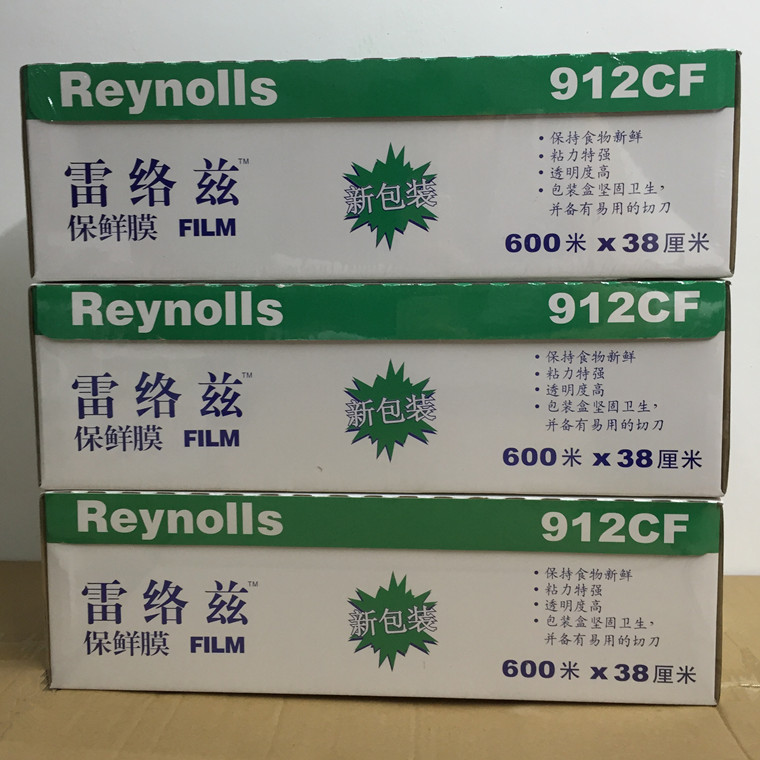 Reynolls 912CF
雷络兹™
保鲜膜 FILM
新包装
·保持食物新鲜
·粘力特强
·透明度高
·包装盒坚固卫生，
并备有易用的切刀
600米 x 38厘米
Reynolls 912CF
雷络兹™
保鲜膜 FILM
新包装
·保持食物新鲜
·粘力特强
·透明度高
·包装盒坚固卫生，
并备有易用的切刀
600米 x 38厘米
Reynolls 912CF
雷络兹™
保鲜膜 FILM
新包装
·保持食物新鲜
·粘力特强
·透明度高
·包装盒坚固卫生，
并备有易用的切刀
600米 x 38厘米